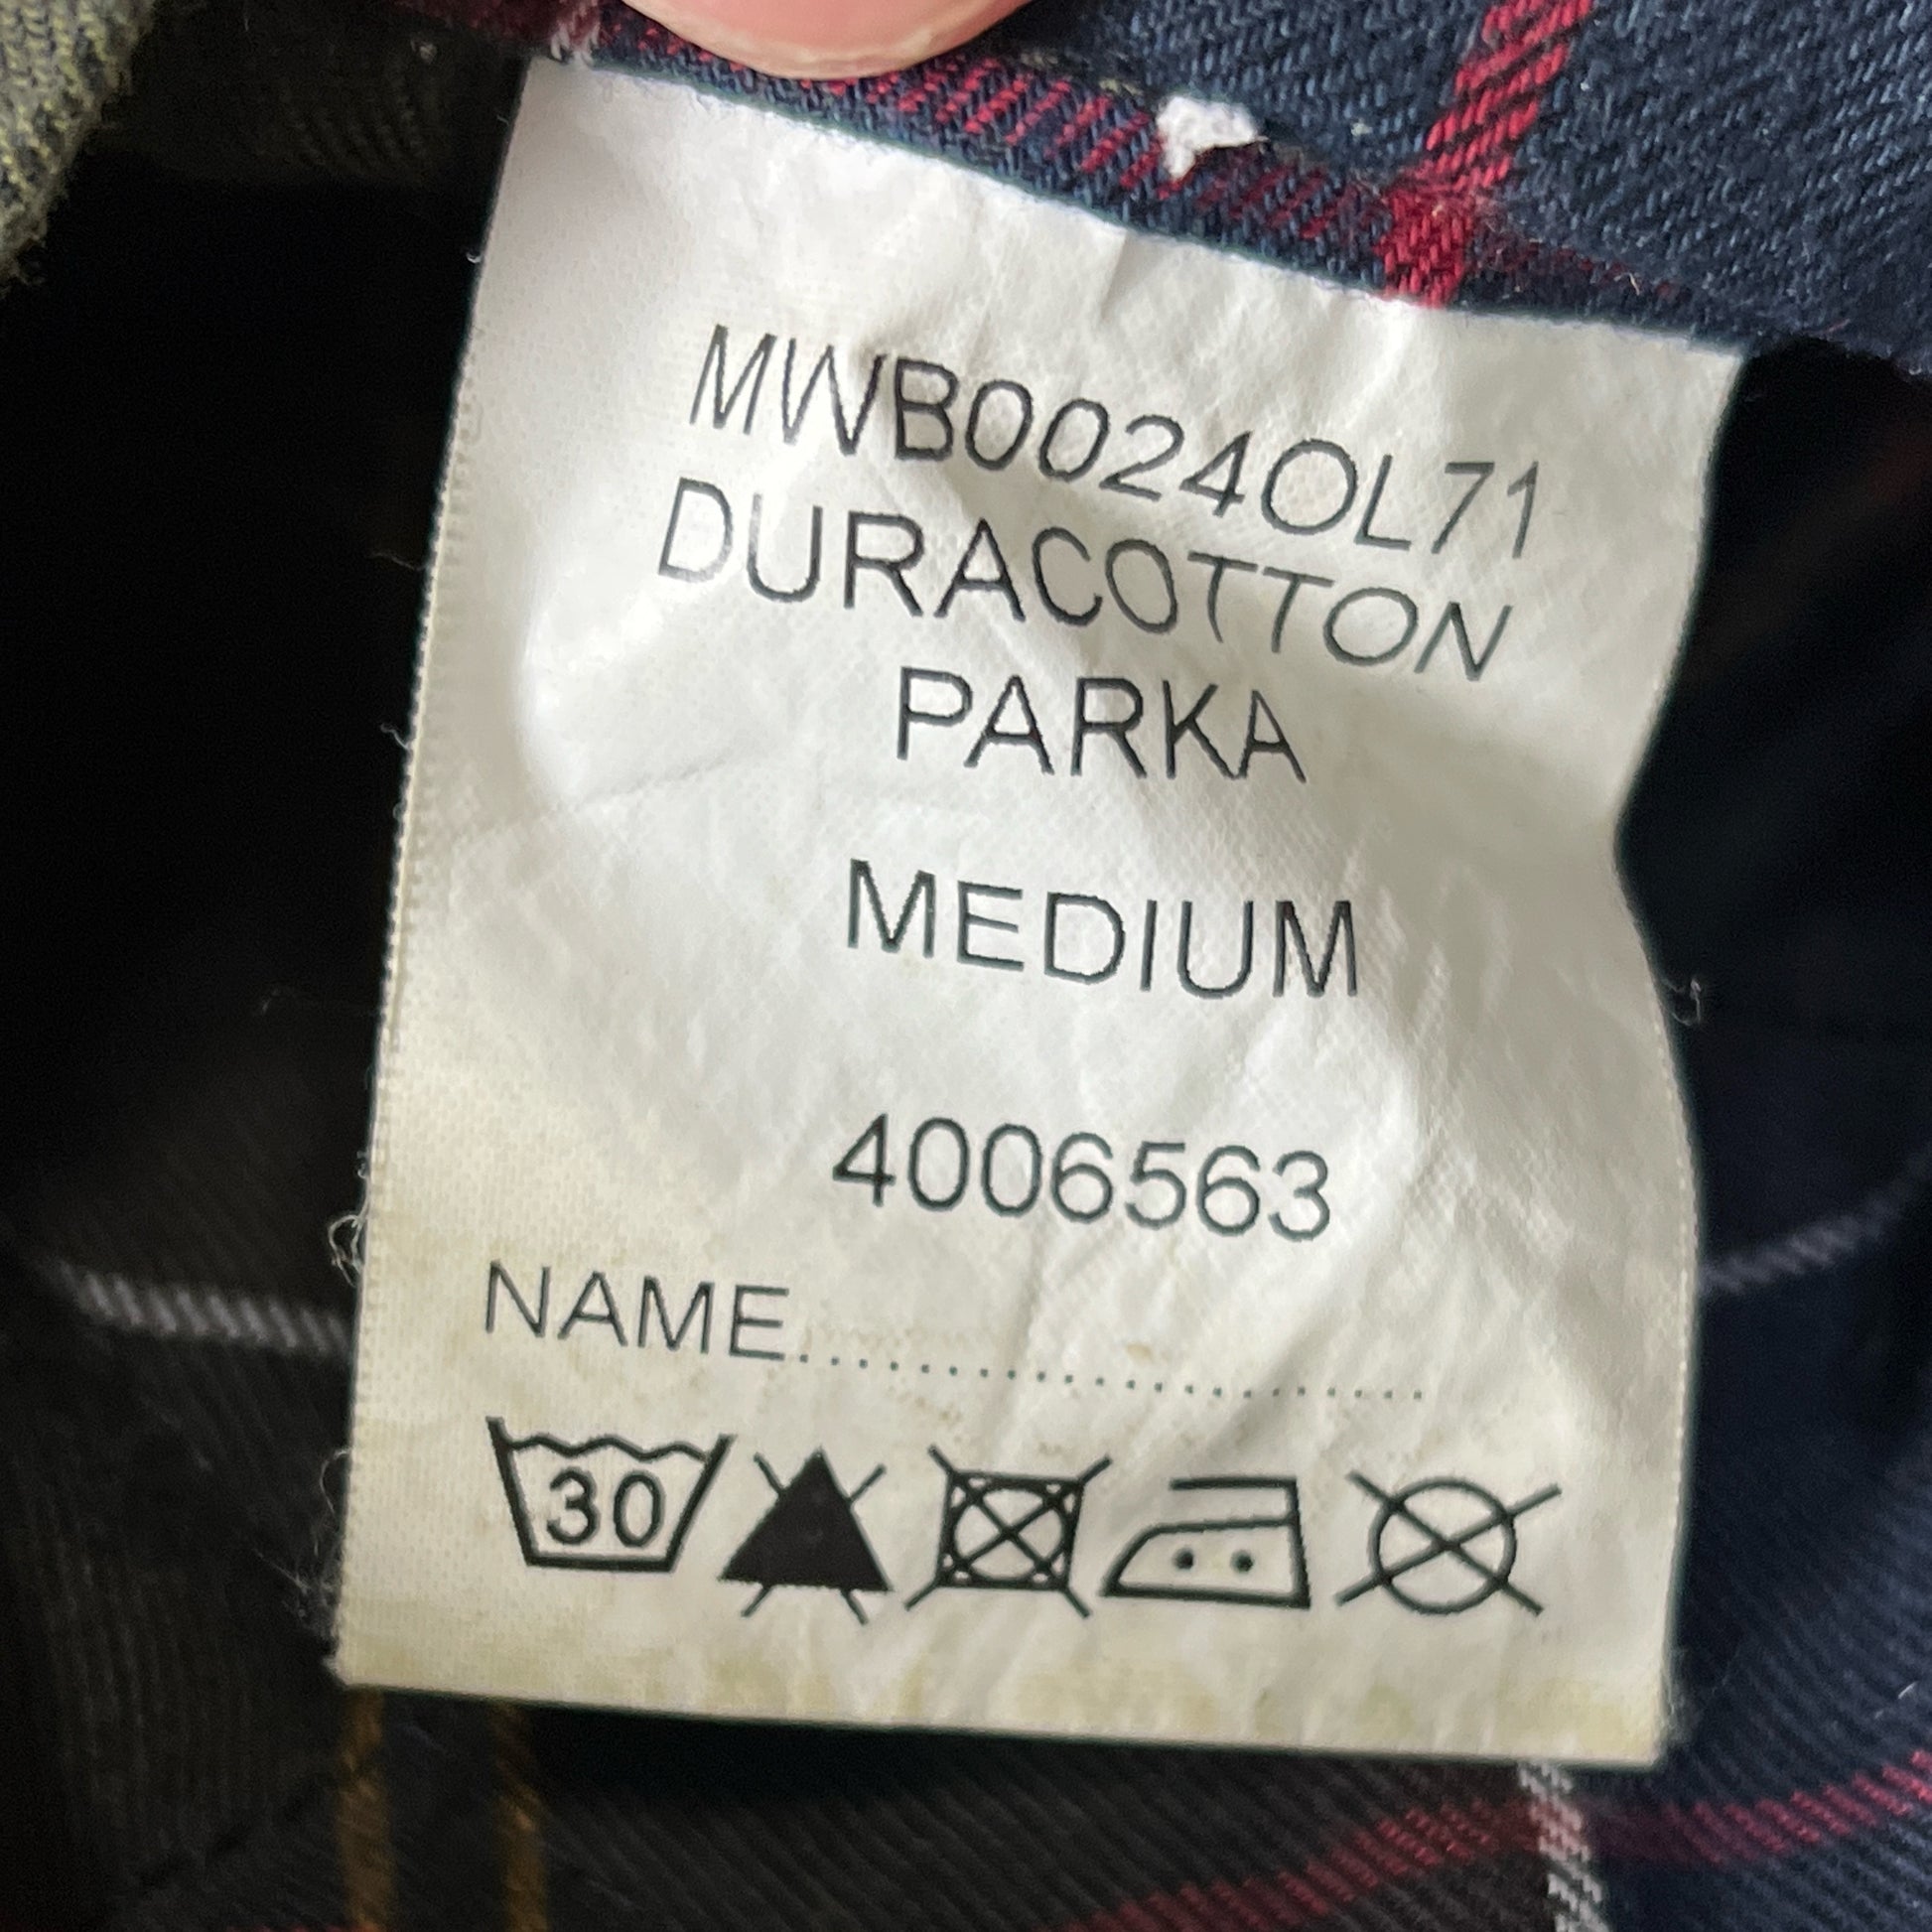 MWB0024OL71
DURACOTTON
PARKA
MEDIUM
4006563
NAME........................................
30